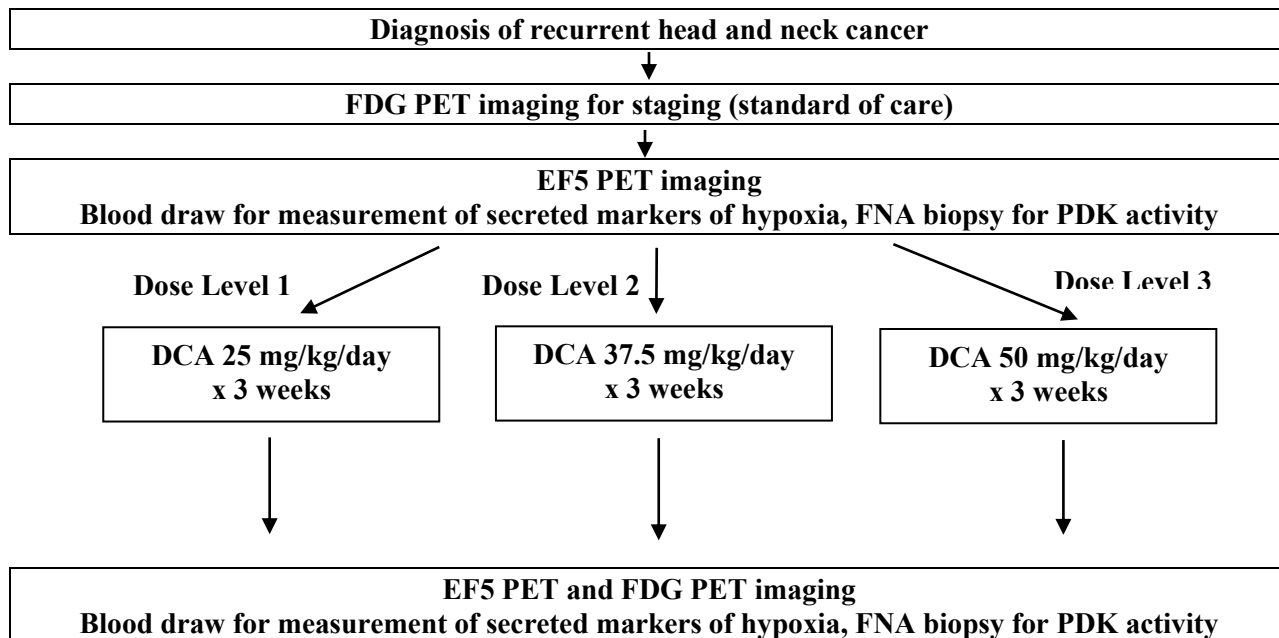 Diagnosis of recurrent head and neck cancer
FDG PET imaging for staging (standard of care)
EF5 PET imaging
Blood draw for measurement of secreted markers of hypoxia, FNA biopsy for PDK activity
Dose Level 1
Dose Level 2
Dose Level 3
DCA 25 mg/kg/day
x 3 weeks
DCA 37.5 mg/kg/day
x 3 weeks
DCA 50 mg/kg/day
x 3 weeks
EF5 PET and FDG PET imaging
Blood draw for measurement of secreted markers of hypoxia, FNA biopsy for PDK activity